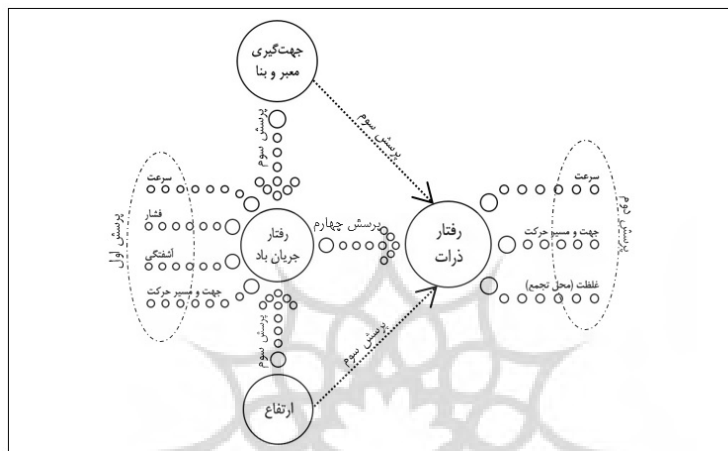 جهت‌گیری
معبر و بنا
پرسش سوم
پرسش سوم
سرعت
فشار
آشفتگی
جهت و مسیر حرکت
پرسش اول
رفتار
جریان باد
پرسش چهارم
رفتار
ذرات
سرعت
جهت و مسیر حرکت
غلظت (محل تجمع)
پرسش دوم
پرسش سوم
پرسش سوم
ارتفاع